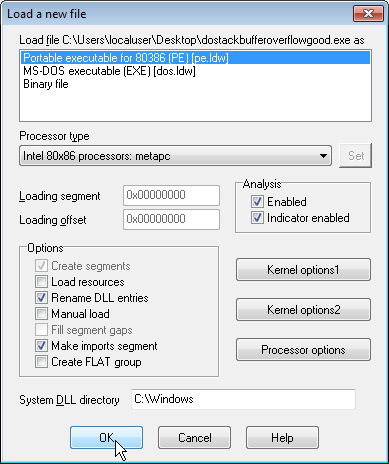 Load a new file
Load file C:\Users\localuser\Desktop\dostackbufferoverflowgood.exe as
Portable executable for 80386 (PE) [pe.ldw]
MS-DOS executable (EXE) [dos.ldw]
Binary file
Processor type
Intel 80x86 processors: metapc
Set
Loading segment 0x00000000
Loading offset 0x00000000
Analysis
Enabled
Indicator enabled
Options
Create segments
Load resources
Rename DLL entries
Manual load
Fill segment gaps
Make imports segment
Create FLAT group
Kernel options1
Kernel options2
Processor options
System DLL directory C:\Windows
OK Cancel Help